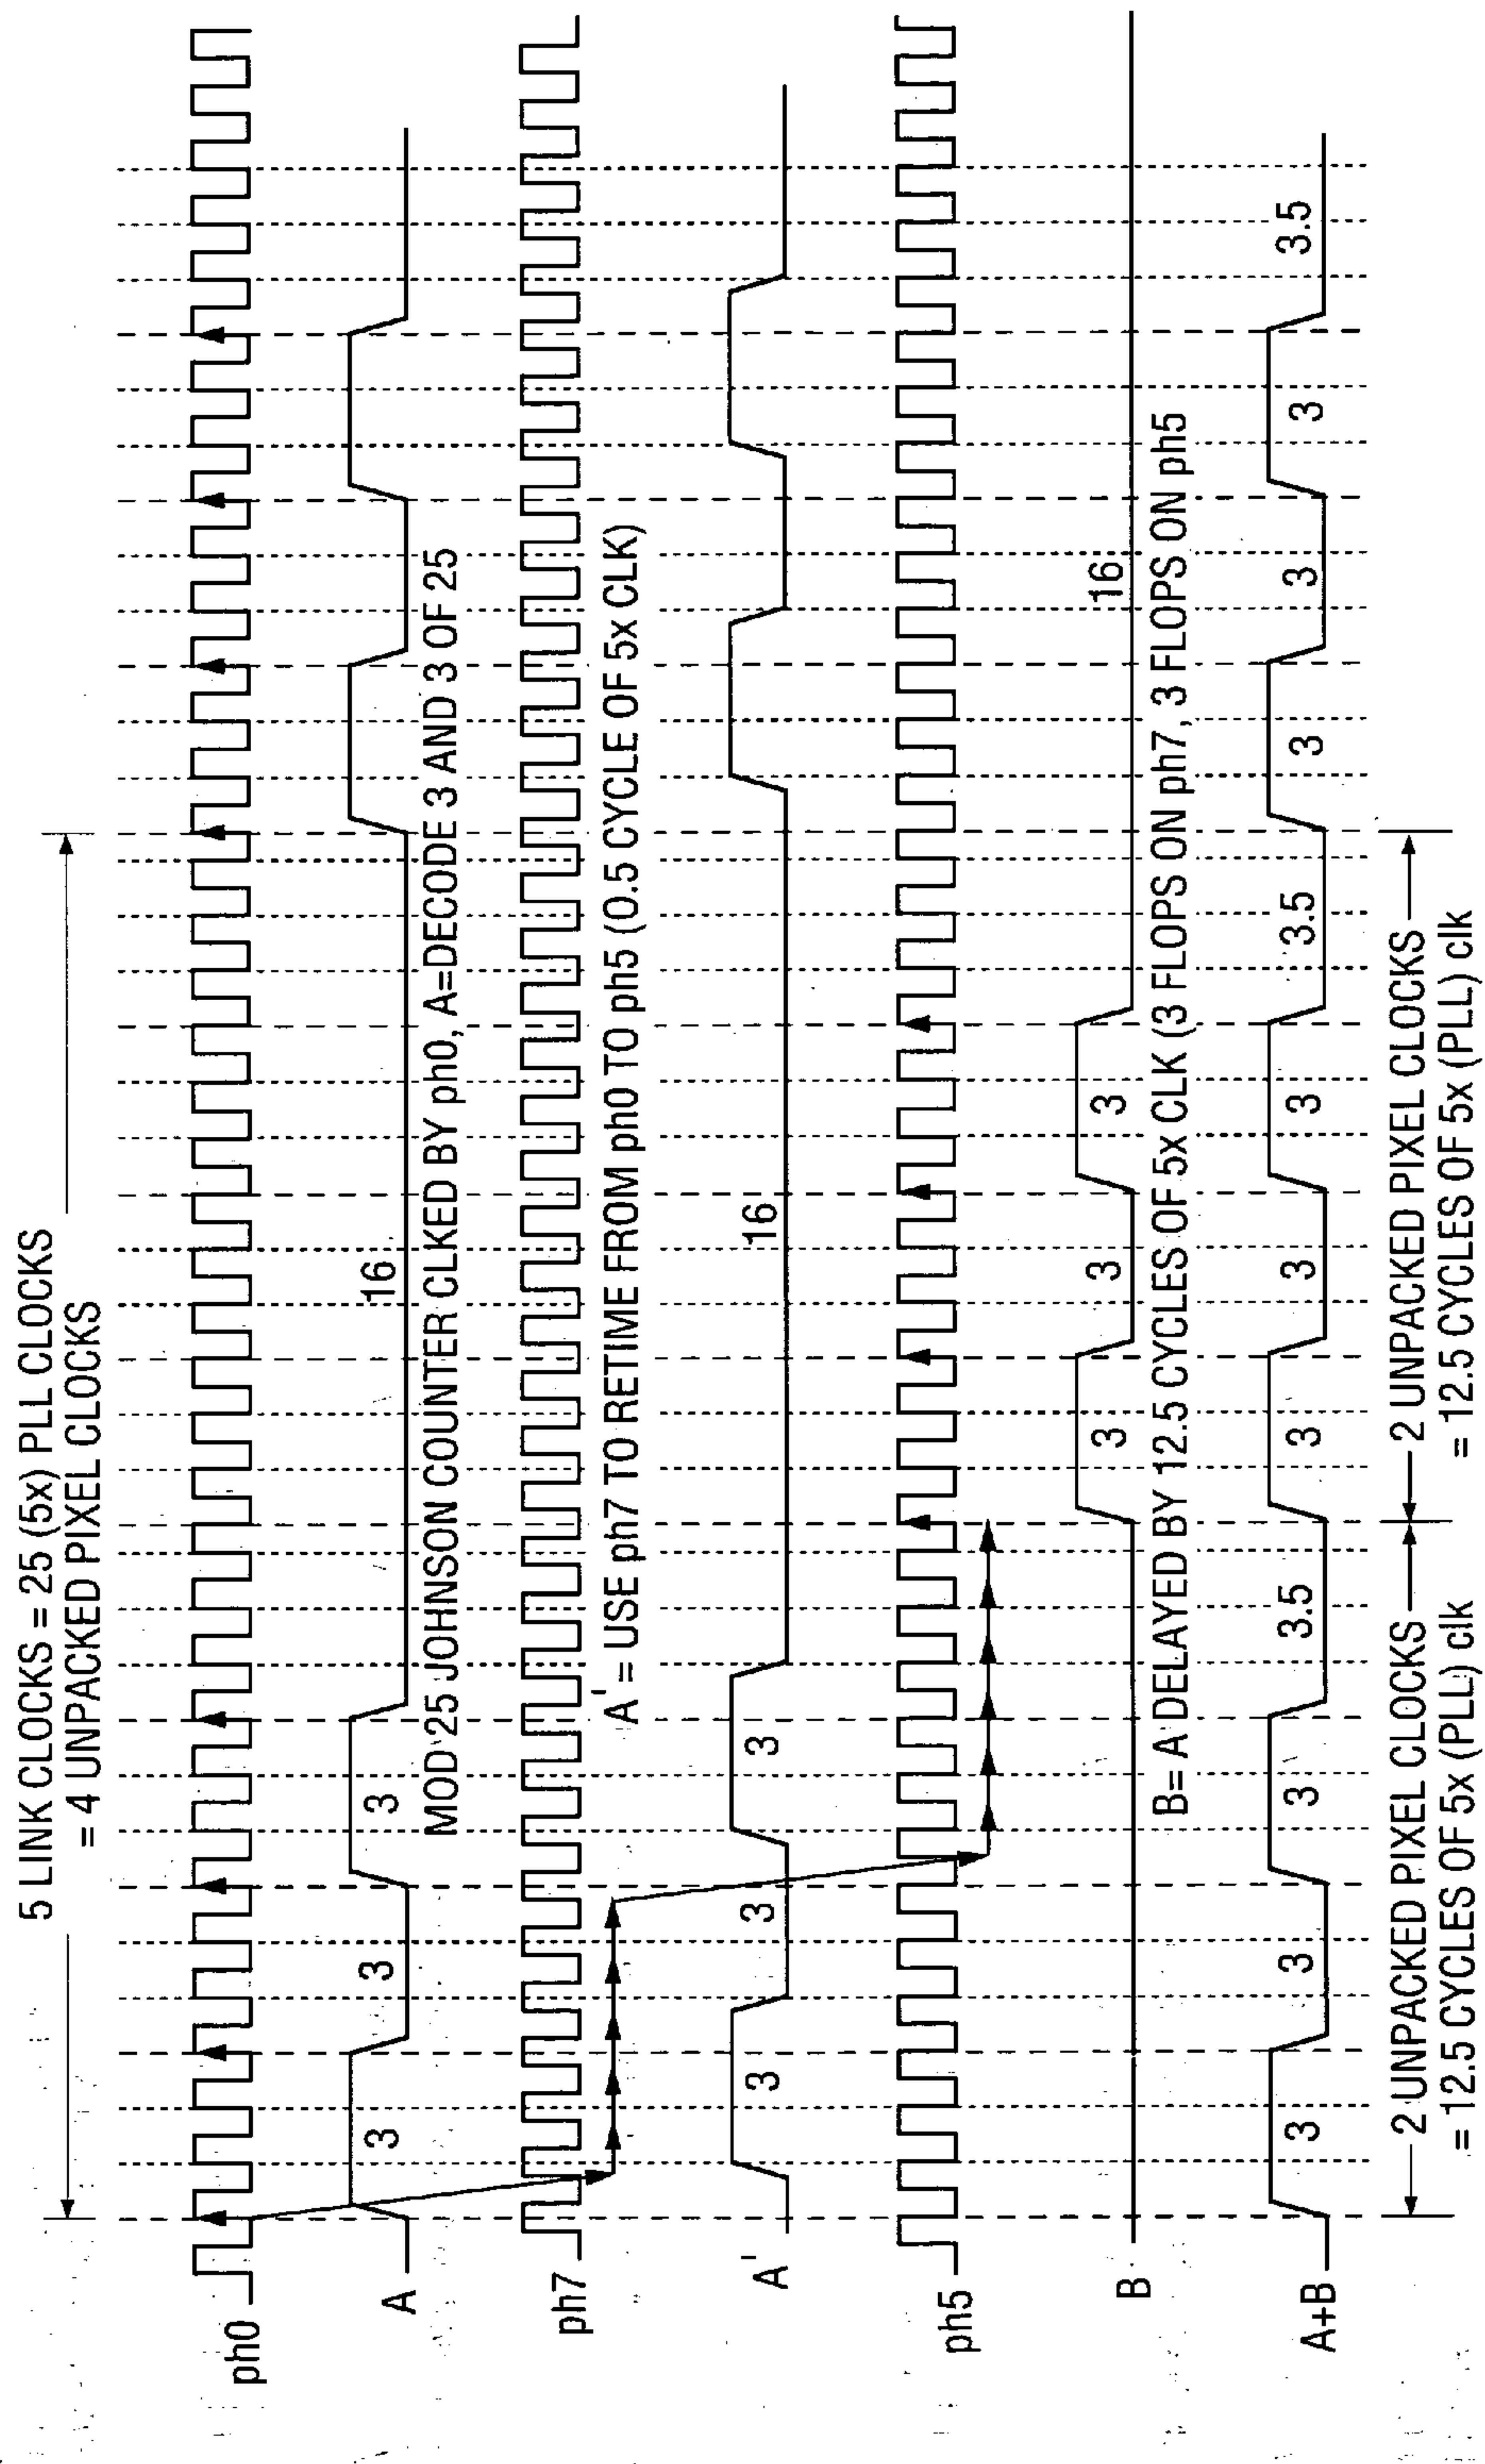 5 LINK CLOCKS = 25 (5x) PLL CLOCKS
= 4 UNPACKED PIXEL CLOCKS
ph0
A
3
3
3
16
MOD 25 JOHNSON COUNTER CLKED BY ph0, A=DECODE 3 AND 3 OF 25
ph7
A' = USE ph7 TO RETIME FROM ph0 TO ph5 (0.5 CYCLE OF 5x CLK)
A'
3
3
3
16
ph5
B
3
3
3
16
B= A DELAYED BY 12.5 CYCLES OF 5x CLK (3 FLOPS ON ph7, 3 FLOPS ON ph5
A+B
3
3
3
3.5
3
3
3
3.5
3
3
3
3.5
2 UNPACKED PIXEL CLOCKS
= 12.5 CYCLES OF 5x (PLL) clk
2 UNPACKED PIXEL CLOCKS
= 12.5 CYCLES OF 5x (PLL) clk